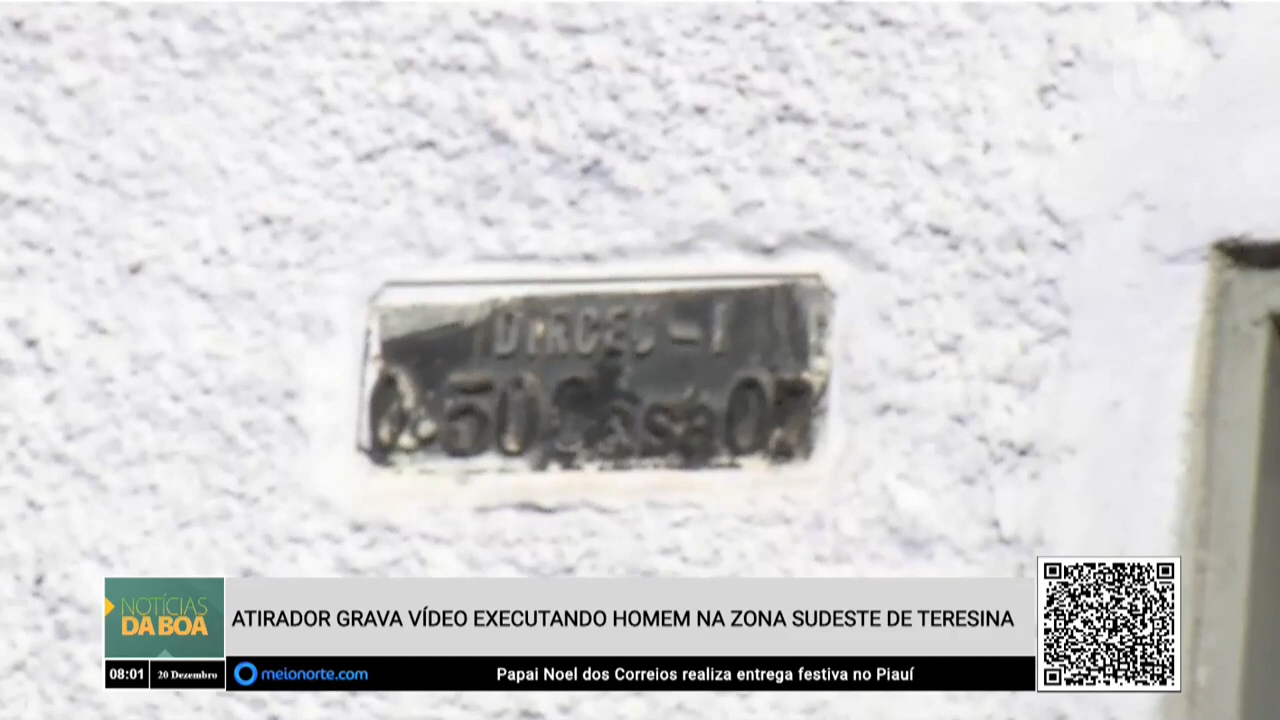 DIRCEU-I
Q.50 Casa 07
NOTÍCIAS
DA BOA
ATIRADOR GRAVA VÍDEO EXECUTANDO HOMEM NA ZONA SUDESTE DE TERESINA
08:01
20 Dezembro
meionorte.com
Papai Noel dos Correios realiza entrega festiva no Piauí